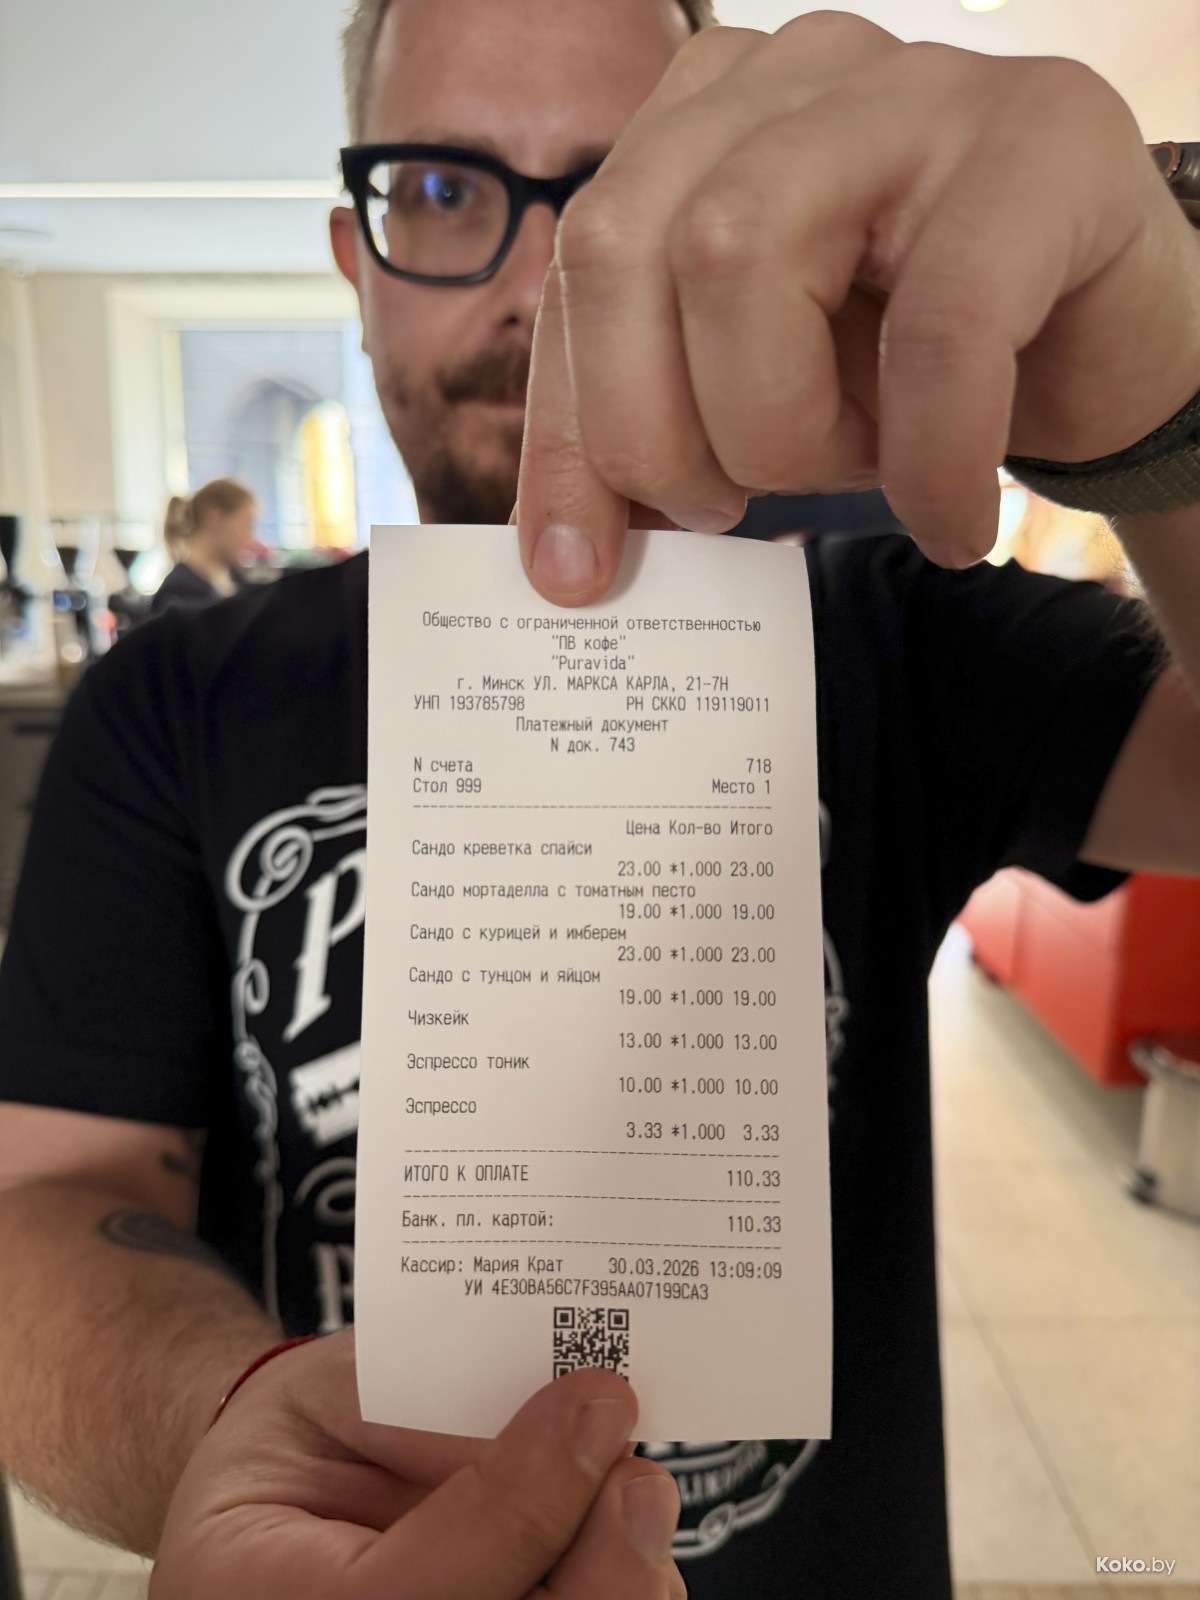 Общество с ограниченной ответственностью
"ПВ кофе"
"Puravida"
г. Минск УЛ. МАРКСА КАРЛА, 21-7Н
УНП 193785798 РН СККО 119119011
Платежный документ
N док. 743
N счета 718
Стол 999 Место 1
Цена Кол-во Итого
Сандо креветка спайси
23.00 *1.000 23.00
Сандо мортаделла с томатным песто
19.00 *1.000 19.00
Сандо с курицей и имберем
23.00 *1.000 23.00
Сандо с тунцом и яйцом
19.00 *1.000 19.00
Чизкейк
13.00 *1.000 13.00
Эспрессо тоник
10.00 *1.000 10.00
Эспрессо
3.33 *1.000 3.33
ИТОГО К ОПЛАТЕ 110.33
Банк. пл. картой: 110.33
Кассир: Мария Крат 30.03.2026 13:09:09
УИ 4E30BA56C7F395AA07199CA3
Koko.by